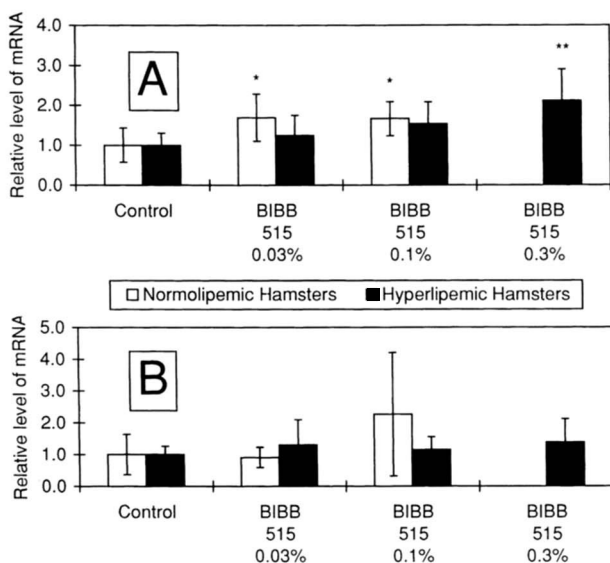 Relative level of mRNA
4.0
3.0
2.0
1.0
0.0
A
*
*
**
Control
BIBB
515
0.03%
BIBB
515
0.1%
BIBB
515
0.3%
Normolipemic Hamsters
Hyperlipemic Hamsters
Relative level of mRNA
5.0
4.0
3.0
2.0
1.0
0.0
B
Control
BIBB
515
0.03%
BIBB
515
0.1%
BIBB
515
0.3%